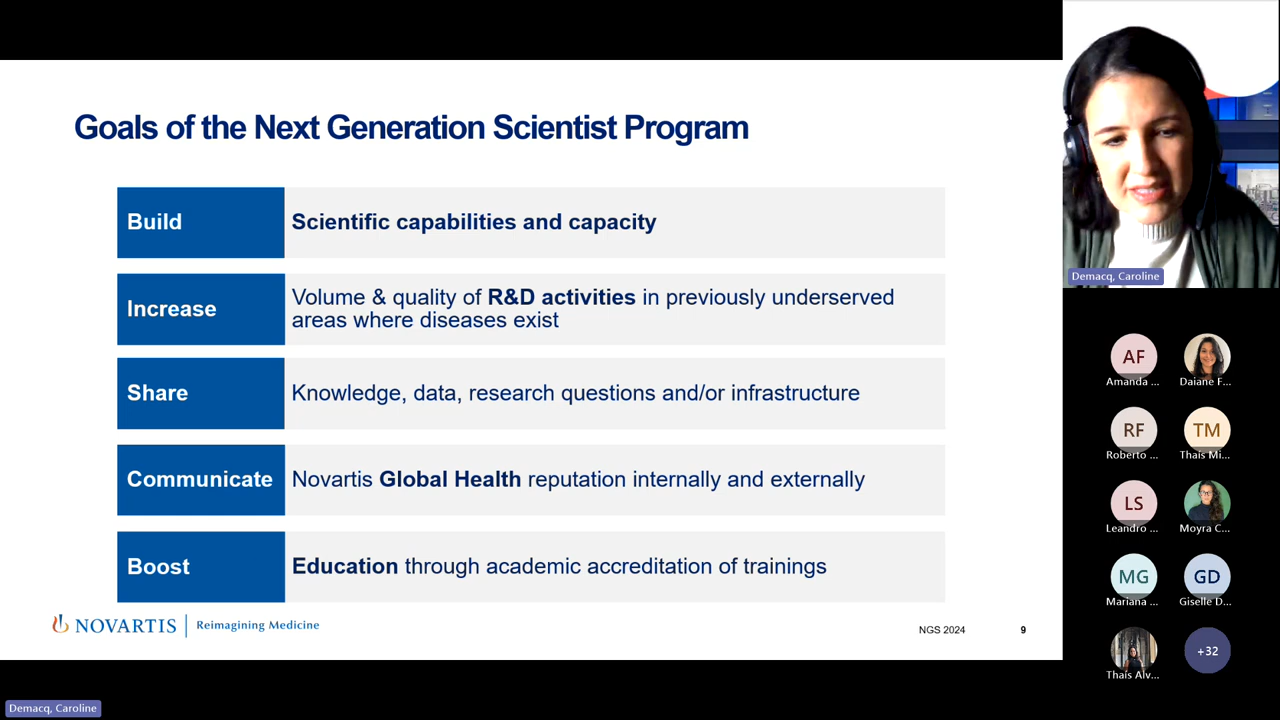 Goals of the Next Generation Scientist Program
Build
Scientific capabilities and capacity
Increase
Volume & quality of R&D activities in previously underserved
areas where diseases exist
Share
Knowledge, data, research questions and/or infrastructure
Communicate
Novartis Global Health reputation internally and externally
Boost
Education through academic accreditation of trainings
NOVARTIS
Reimagining Medicine
NGS 2024
9
Demacq, Caroline
AF
Amanda ...
Daiane F...
RF
Roberto ...
TM
Thais Mi...
LS
Leandro ...
Moyra C...
MG
Mariana ...
GD
Giselle D...
Thaís Alv...
+32
Demacq, Caroline